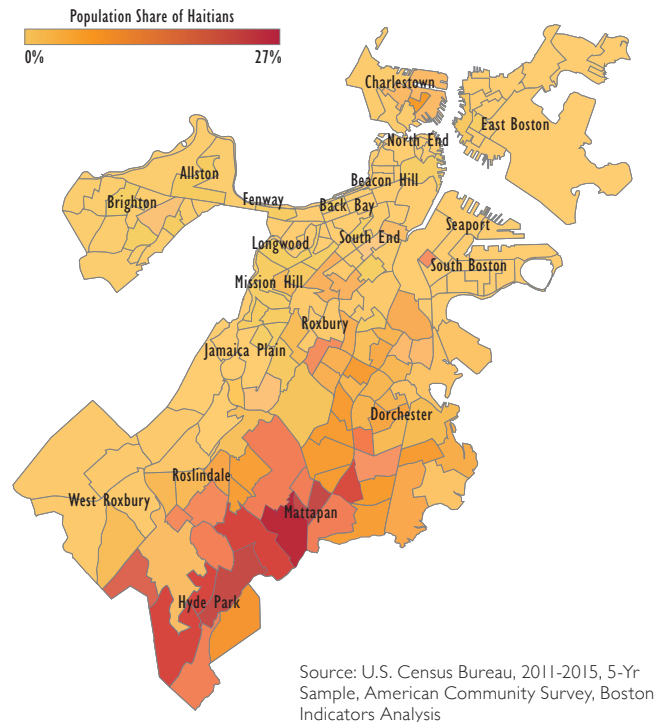 Population Share of Haitians
0% 27%
Charlestown
East Boston
North End
Allston
Beacon Hill
Brighton
Fenway
Back Bay
Seaport
South End
Longwood
South Boston
Mission Hill
Roxbury
Jamaica Plain
Dorchester
Roslindale
West Roxbury
Mattapan
Hyde Park
Source: U.S. Census Bureau, 2011-2015, 5-Yr
Sample, American Community Survey, Boston
Indicators Analysis